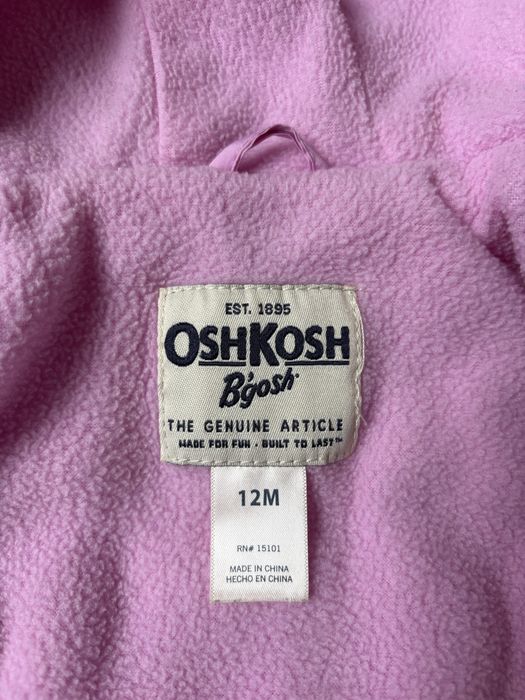 EST. 1895
OSHKOSH
B'gosh®
THE GENUINE ARTICLE
MADE FOR FUN • BUILT TO LAST™
12M
RN# 15101
MADE IN CHINA
HECHO EN CHINA